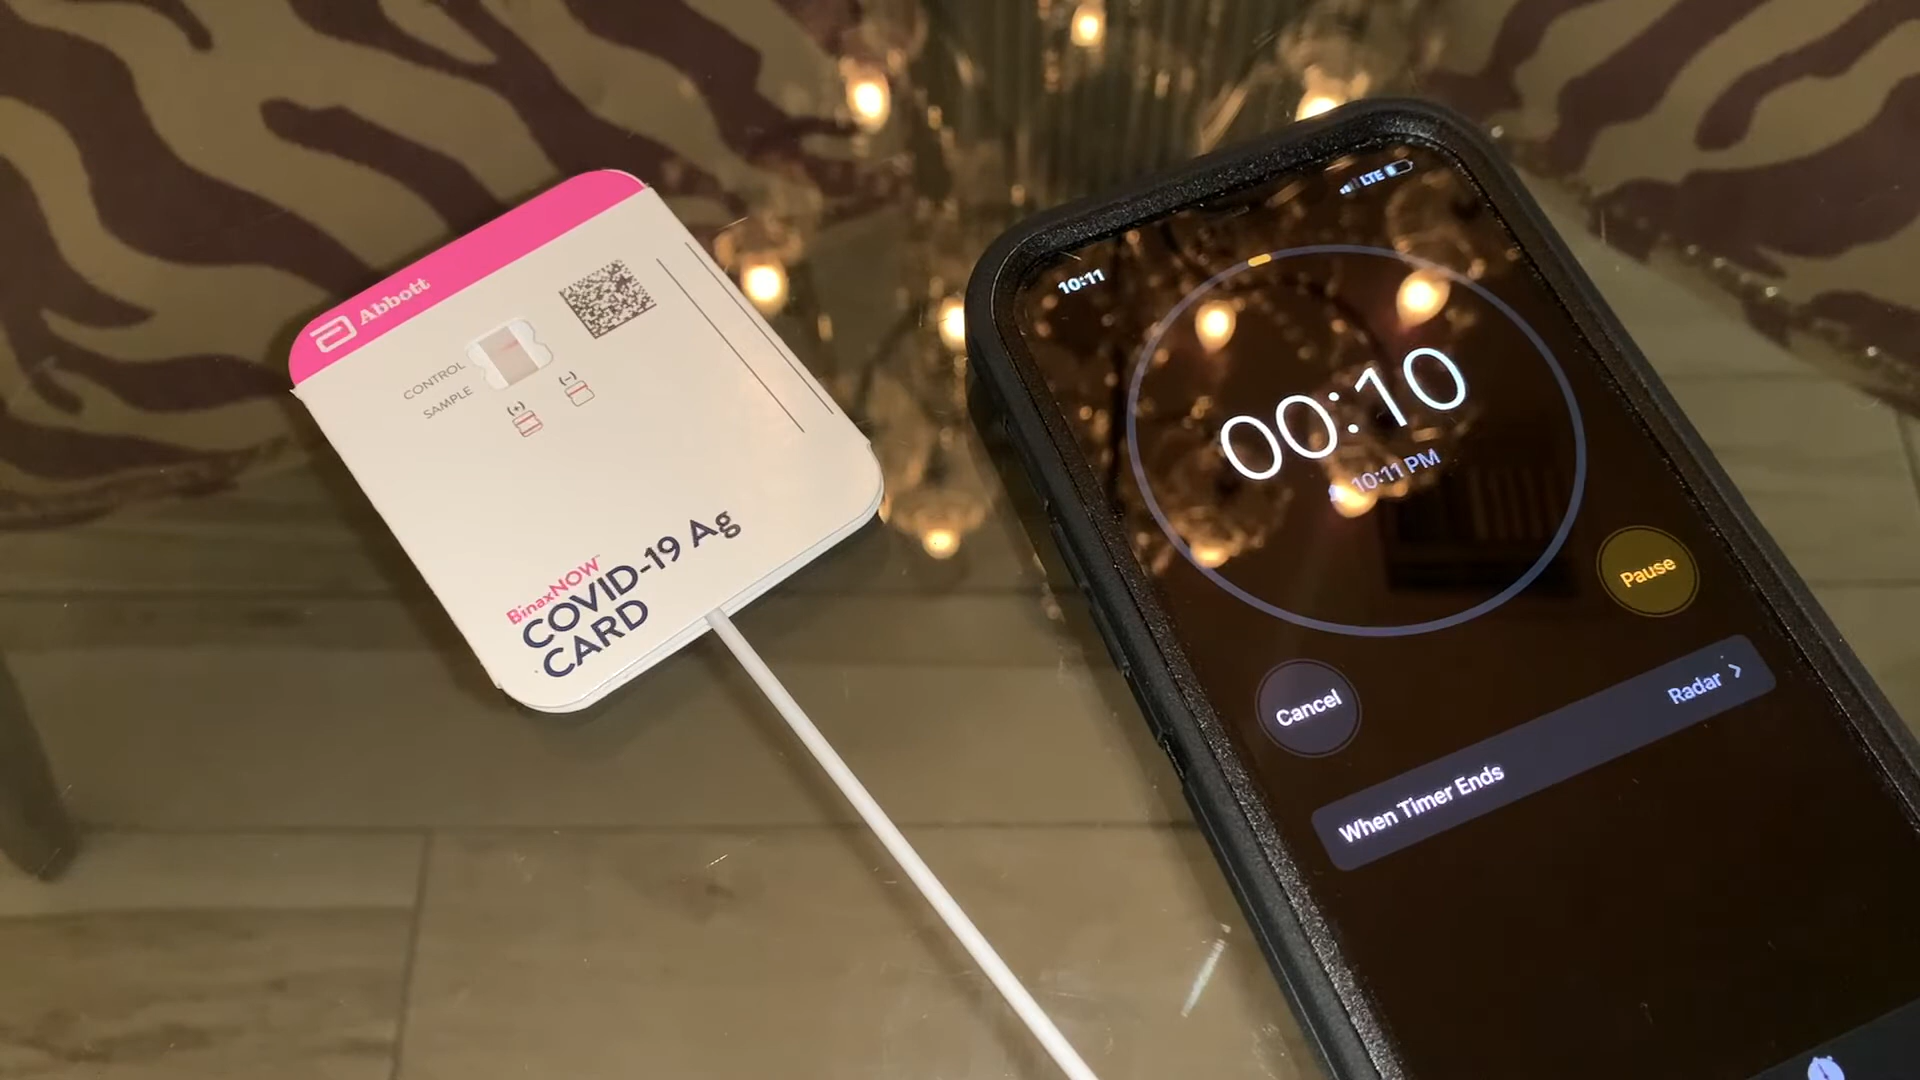 Abbott
CONTROL
SAMPLE
(+)
(-)
BinaxNOW™
COVID-19 Ag
CARD
10:11
LTE
00:10
10:11 PM
Cancel
Pause
When Timer Ends
Radar >